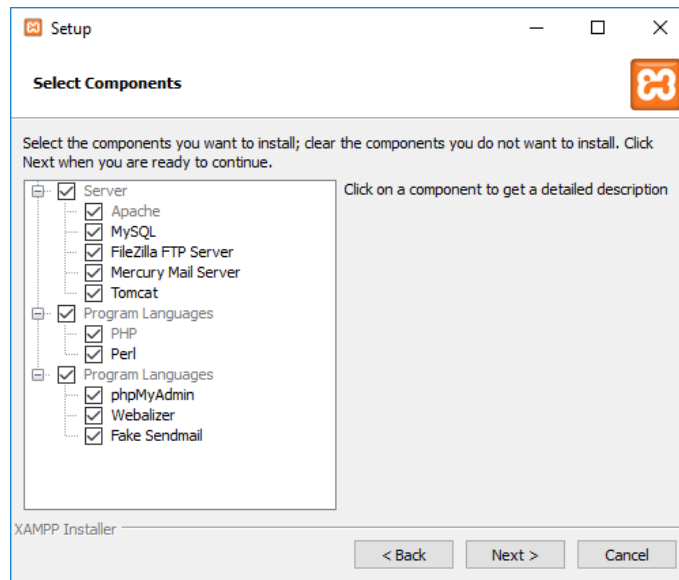 Setup
Select Components
Select the components you want to install; clear the components you do not want to install. Click
Next when you are ready to continue.
Server
Apache
MySQL
FileZilla FTP Server
Mercury Mail Server
Tomcat
Program Languages
PHP
Perl
Program Languages
phpMyAdmin
Webalizer
Fake Sendmail
Click on a component to get a detailed description
XAMPP Installer
< Back
Next >
Cancel